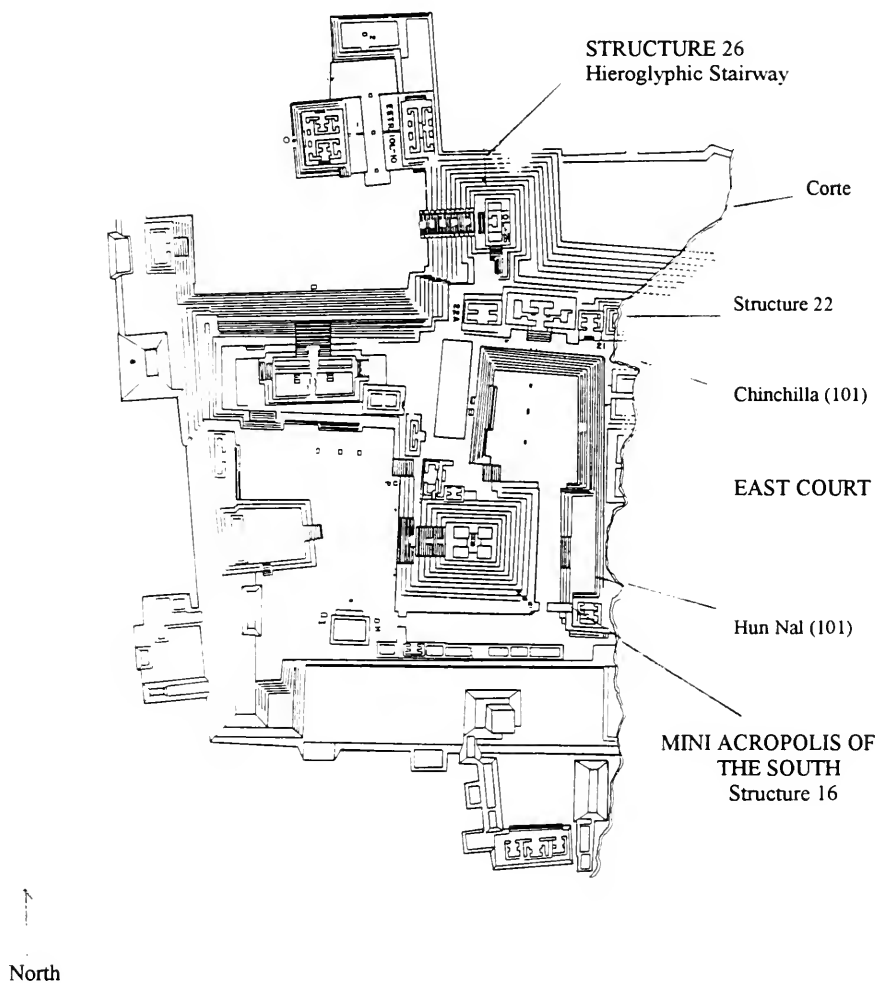 STRUCTURE 26
Hieroglyphic Stairway
Corte
Structure 22
Chinchilla (101)
EAST COURT
Hun Nal (101)
MINI ACROPOLIS OF
THE SOUTH
Structure 16
22A
North